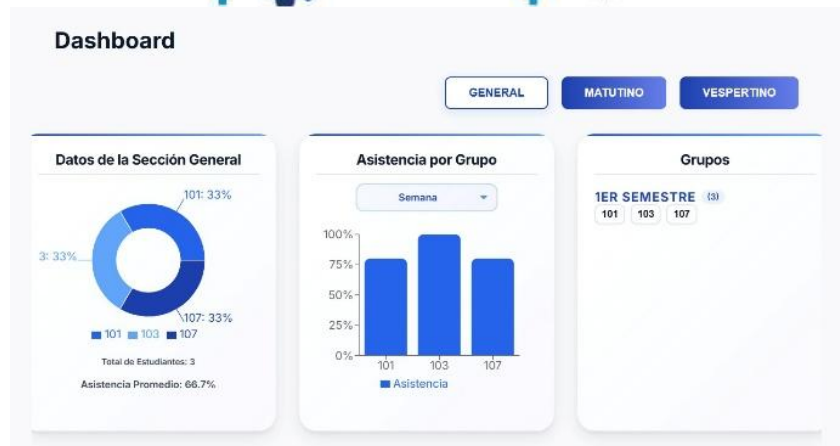 Dashboard
GENERAL MATUTINO VESPERTINO
Datos de la Sección General
101: 33%
3: 33%
107: 33%
101 103 107
Total de Estudiantes: 3
Asistencia Promedio: 66.7%
Asistencia por Grupo
Semana
100%
75%
50%
25%
0%
101 103 107
Asistencia
Grupos
1ER SEMESTRE (3)
101 103 107